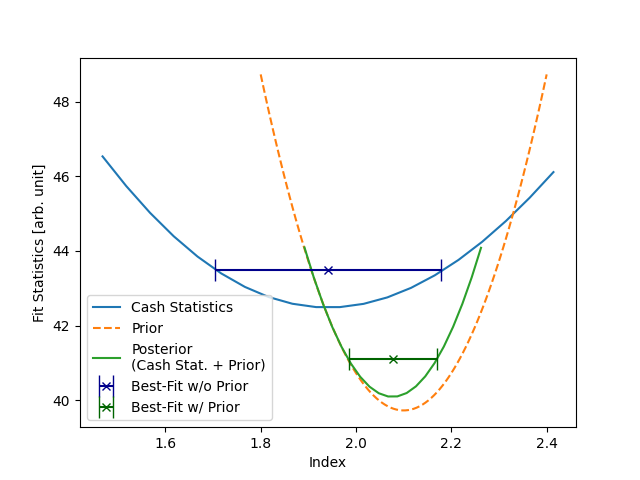 48
46
44
42
40
Fit Statistics [arb. unit]
Cash Statistics
Prior
Posterior
(Cash Stat. + Prior)
Best-Fit w/o Prior
Best-Fit w/ Prior
1.6
1.8
2.0
2.2
2.4
Index